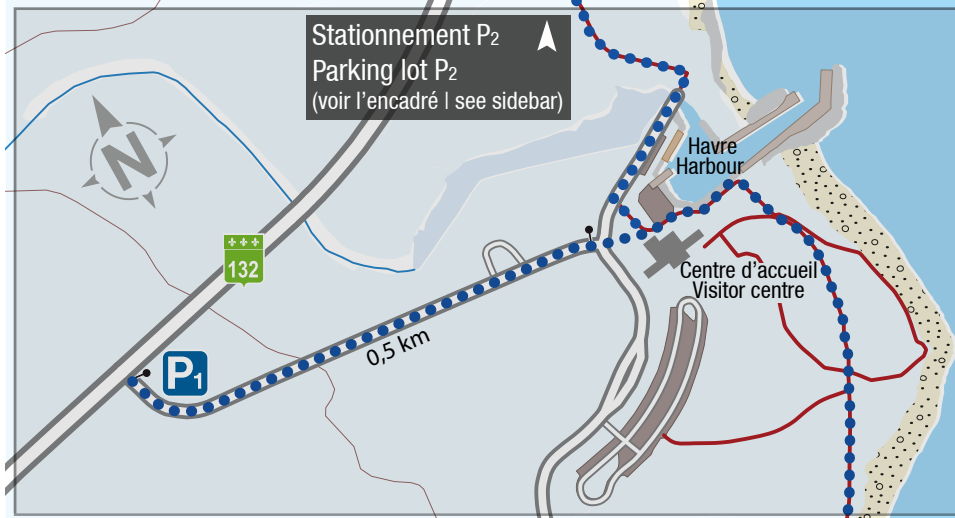 Stationnement P2
Parking lot P2
(voir l'encadré | see sidebar)
N
Havre
Harbour
132
Centre d'accueil
Visitor centre
0,5 km
P1